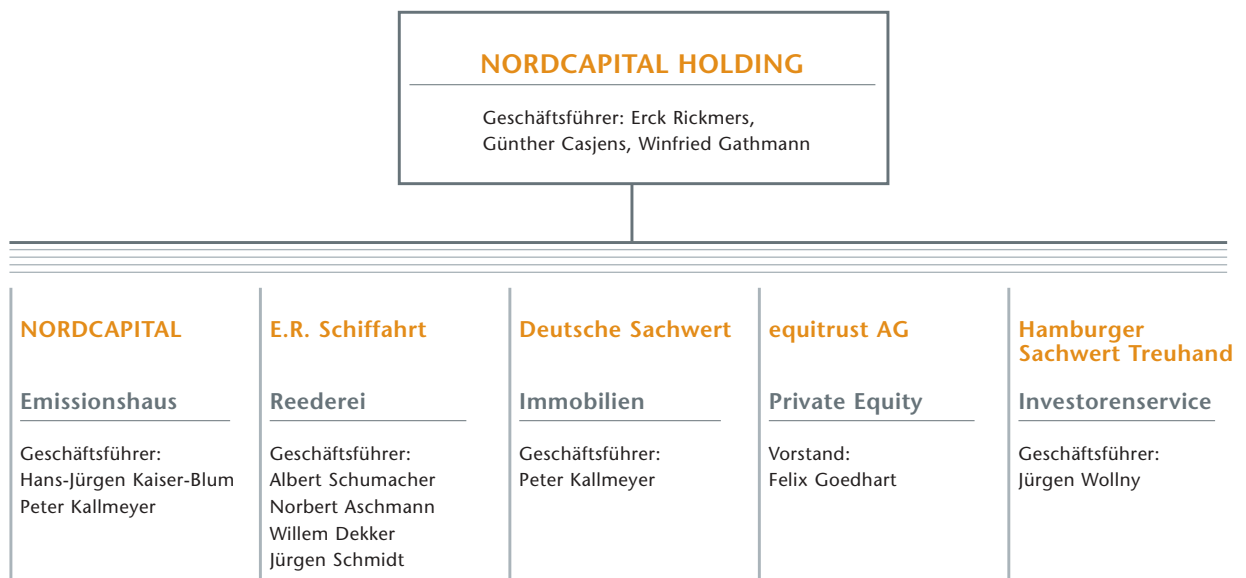 NORDCAPITAL HOLDING
Geschäftsführer: Erck Rickmers,
Günther Casjens, Winfried Gathmann
NORDCAPITAL
Emissionshaus
Geschäftsführer:
Hans-Jürgen Kaiser-Blum
Peter Kallmeyer
E.R. Schiffahrt
Reederei
Geschäftsführer:
Albert Schumacher
Norbert Aschmann
Willem Dekker
Jürgen Schmidt
Deutsche Sachwert
Immobilien
Geschäftsführer:
Peter Kallmeyer
equitrust AG
Private Equity
Vorstand:
Felix Goedhart
Hamburger
Sachwert Treuhand
Investorenservice
Geschäftsführer:
Jürgen Wollny